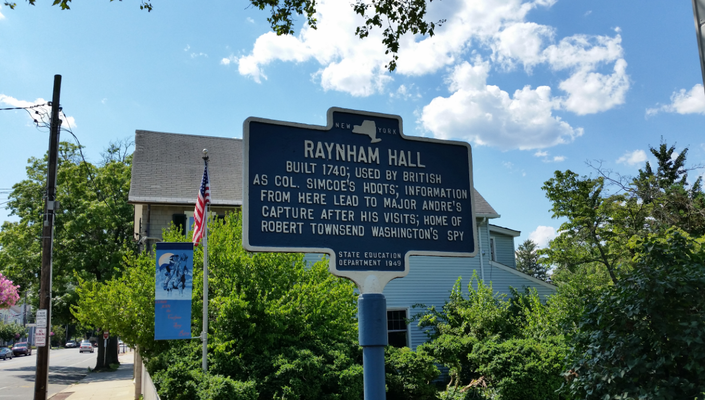 NEW YORK
RAYNHAM HALL
BUILT 1740; USED BY BRITISH
AS COL. SIMCOE'S HDQTS; INFORMATION
FROM HERE LEAD TO MAJOR ANDRE'S
CAPTURE AFTER HIS VISITS; HOME OF
ROBERT TOWNSEND WASHINGTON'S SPY
STATE EDUCATION
DEPARTMENT 1949